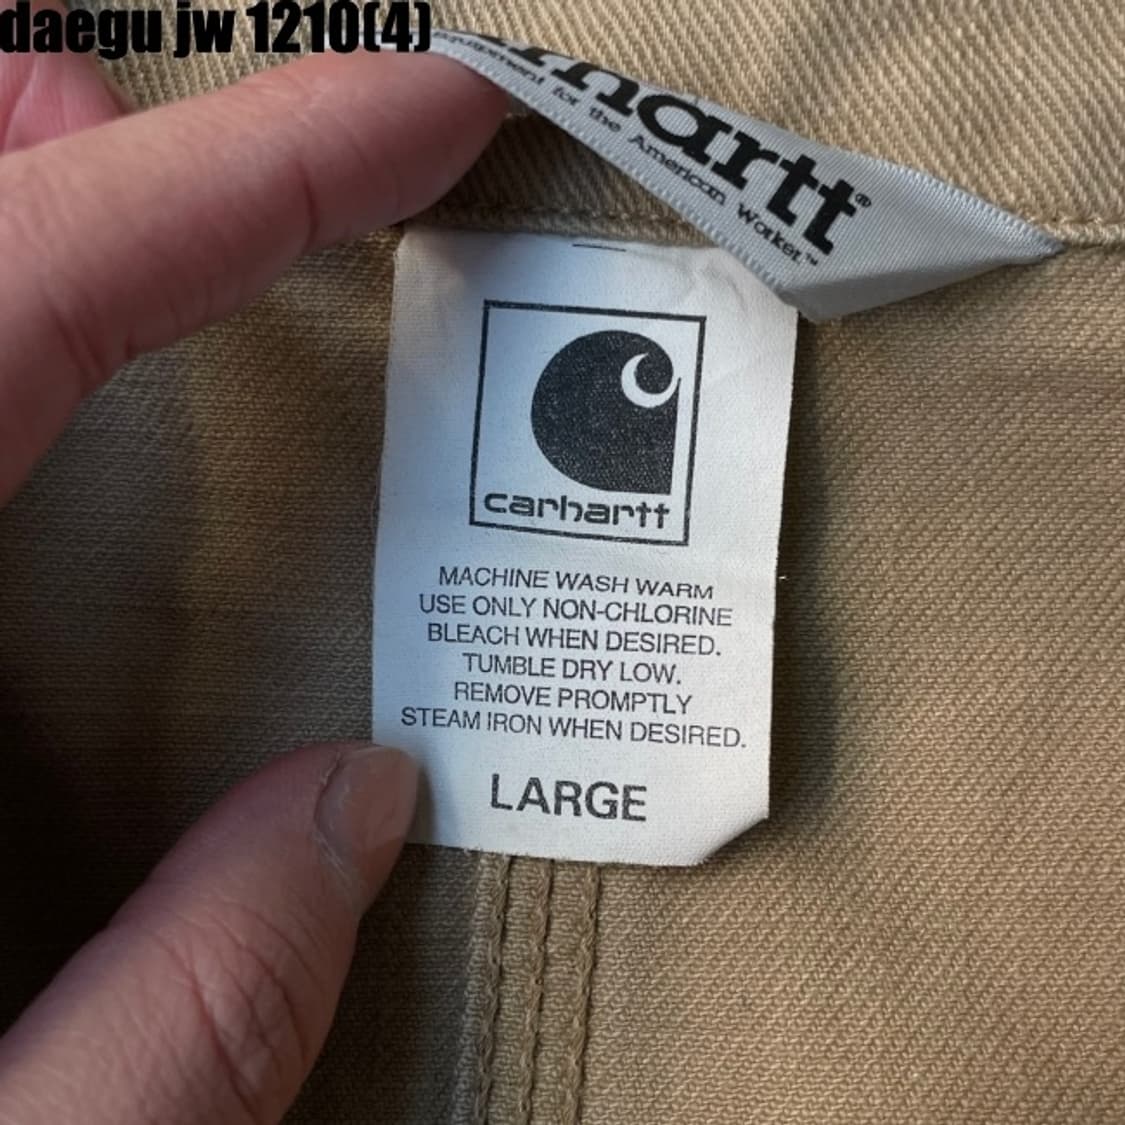 daegu jw 1210(4)
for the American Worker.™
carhartt
MACHINE WASH WARM
USE ONLY NON-CHLORINE
BLEACH WHEN DESIRED.
TUMBLE DRY LOW.
REMOVE PROMPTLY
STEAM IRON WHEN DESIRED.
LARGE